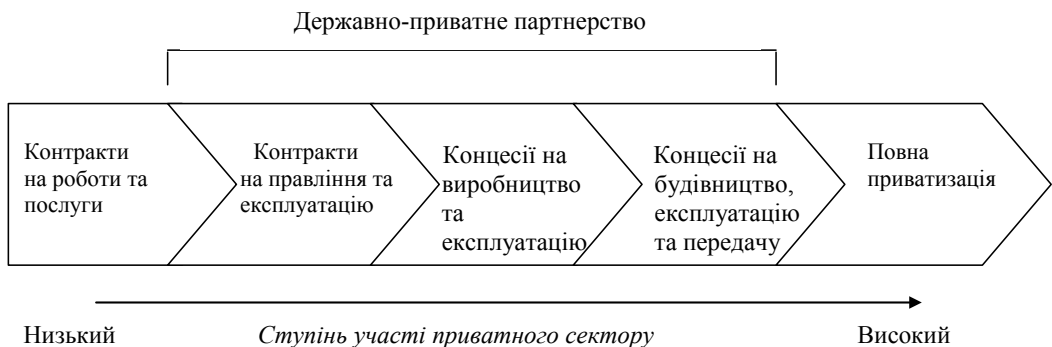 Державно-приватне партнерство
Контракти
на роботи та
послуги
Контракти
на правління та
експлуатацію
Концесії на
виробництво
та
експлуатацію
Концесії на
будівництво,
експлуатацію
та передачу
Повна
приватизація
Низький
Ступінь участі приватного сектору
Високий